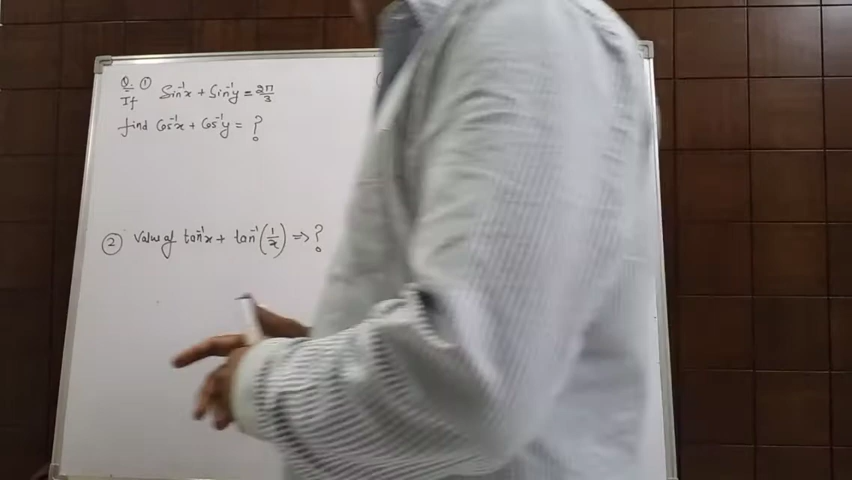 Q. ①
If Sin⁻¹x + Sin⁻¹y = 2π/3
find Cos⁻¹x + Cos⁻¹y = ?
② Value of tan⁻¹x + tan⁻¹(1/x) => ?